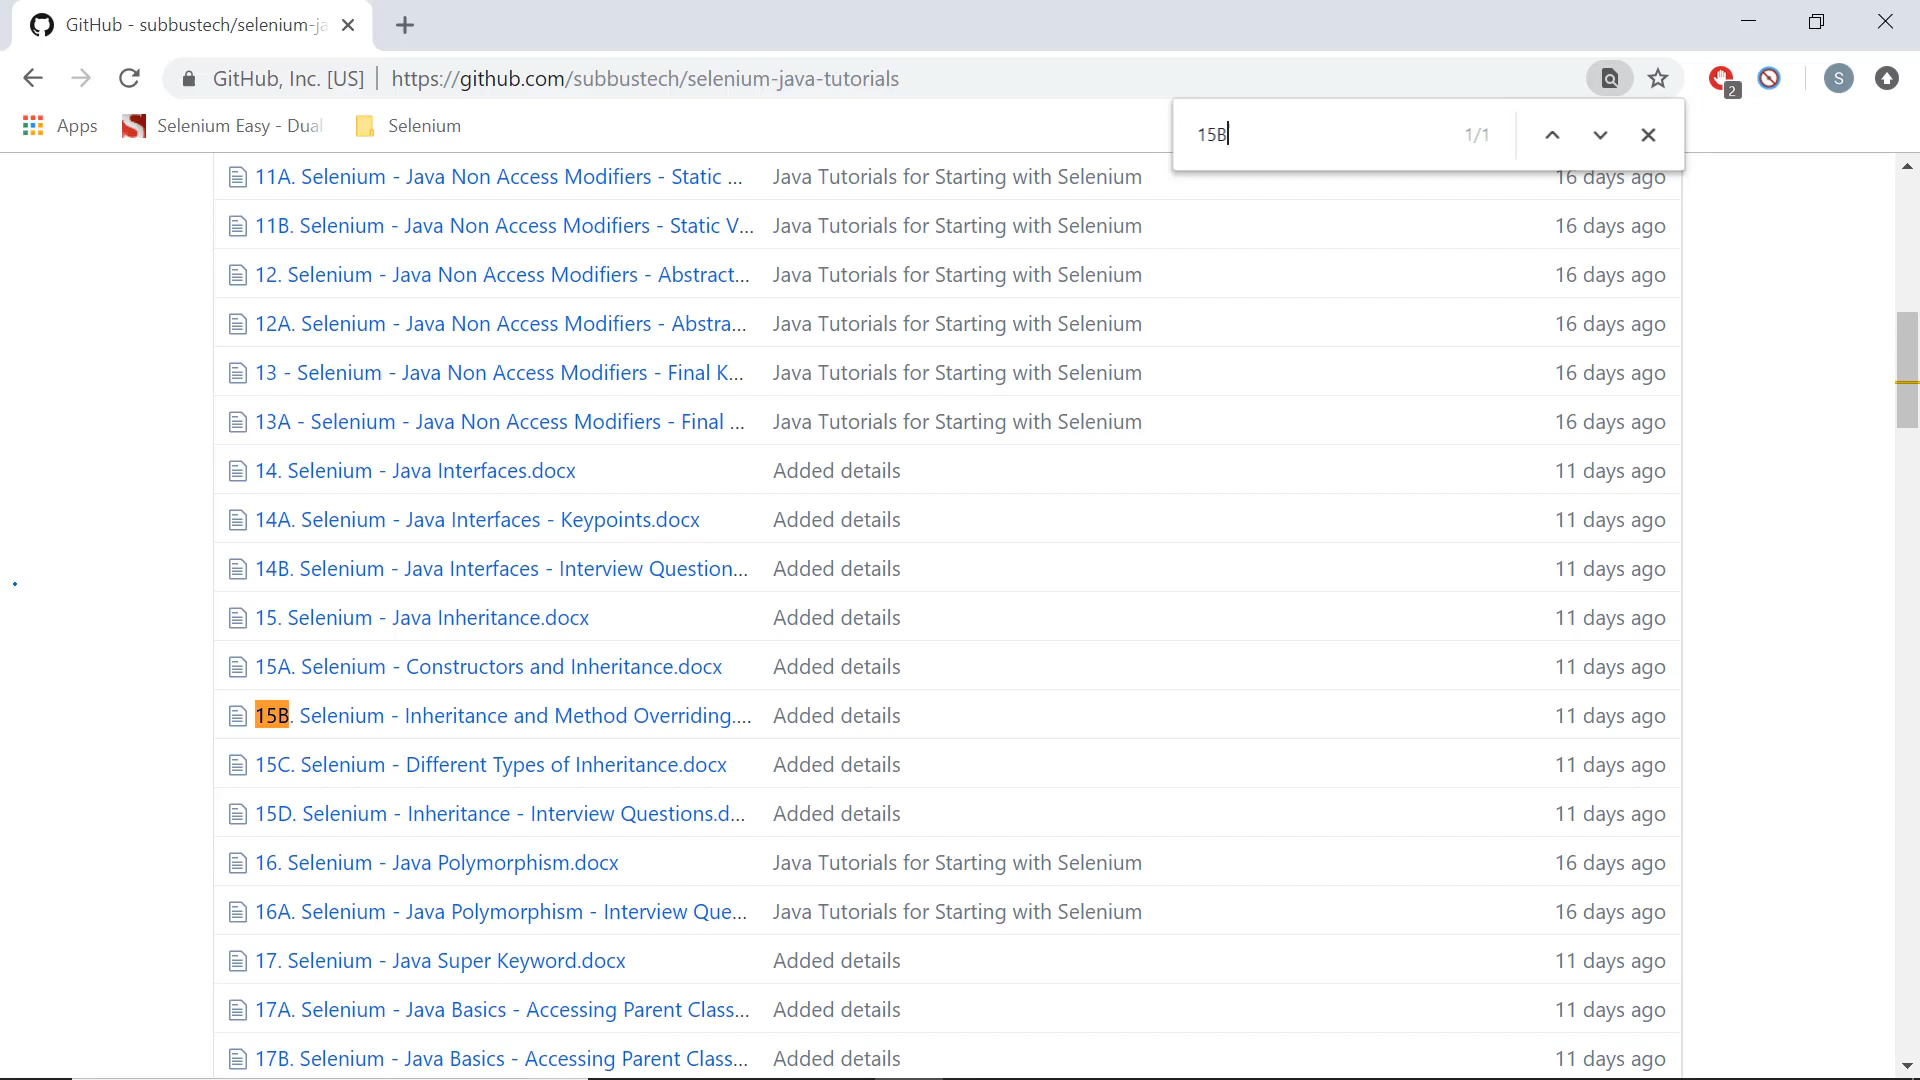 GitHub - subbustech/selenium-ja
GitHub, Inc. [US] | https://github.com/subbustech/selenium-java-tutorials
2
S
Apps
Selenium Easy - Dual
Selenium
15B
1/1
11A. Selenium - Java Non Access Modifiers - Static ... Java Tutorials for Starting with Selenium 16 days ago
11B. Selenium - Java Non Access Modifiers - Static V... Java Tutorials for Starting with Selenium 16 days ago
12. Selenium - Java Non Access Modifiers - Abstract... Java Tutorials for Starting with Selenium 16 days ago
12A. Selenium - Java Non Access Modifiers - Abstra... Java Tutorials for Starting with Selenium 16 days ago
13 - Selenium - Java Non Access Modifiers - Final K... Java Tutorials for Starting with Selenium 16 days ago
13A - Selenium - Java Non Access Modifiers - Final ... Java Tutorials for Starting with Selenium 16 days ago
14. Selenium - Java Interfaces.docx Added details 11 days ago
14A. Selenium - Java Interfaces - Keypoints.docx Added details 11 days ago
14B. Selenium - Java Interfaces - Interview Question... Added details 11 days ago
15. Selenium - Java Inheritance.docx Added details 11 days ago
15A. Selenium - Constructors and Inheritance.docx Added details 11 days ago
15B. Selenium - Inheritance and Method Overriding.... Added details 11 days ago
15C. Selenium - Different Types of Inheritance.docx Added details 11 days ago
15D. Selenium - Inheritance - Interview Questions.d... Added details 11 days ago
16. Selenium - Java Polymorphism.docx Java Tutorials for Starting with Selenium 16 days ago
16A. Selenium - Java Polymorphism - Interview Que... Java Tutorials for Starting with Selenium 16 days ago
17. Selenium - Java Super Keyword.docx Added details 11 days ago
17A. Selenium - Java Basics - Accessing Parent Class... Added details 11 days ago
17B. Selenium - Java Basics - Accessing Parent Class... Added details 11 days ago